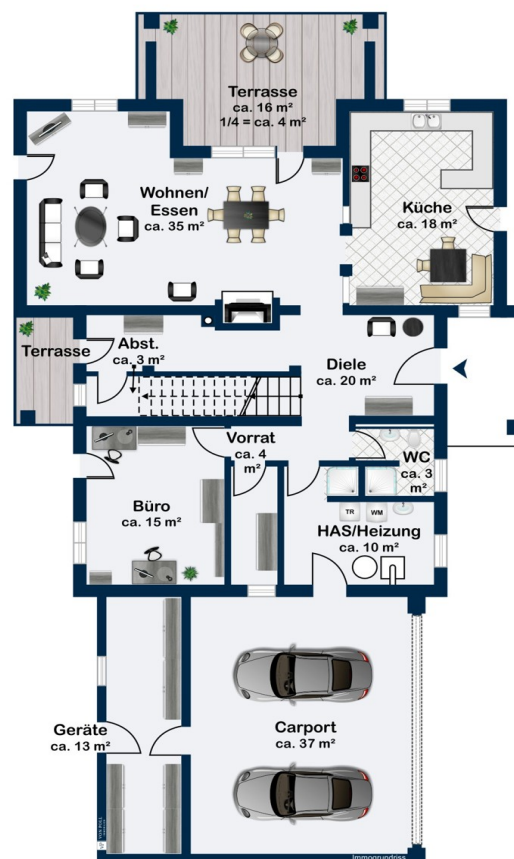 Terrasse
ca. 16 m²
1/4 = ca. 4 m²
Wohnen/
Essen
ca. 35 m²
Küche
ca. 18 m²
Terrasse
Abst.
ca. 3 m²
Diele
ca. 20 m²
Vorrat
ca. 4
m²
WC
ca. 3
m²
Büro
ca. 15 m²
TR
WM
HAS/Heizung
ca. 10 m²
Geräte
ca. 13 m²
Carport
ca. 37 m²
Immogrundriss